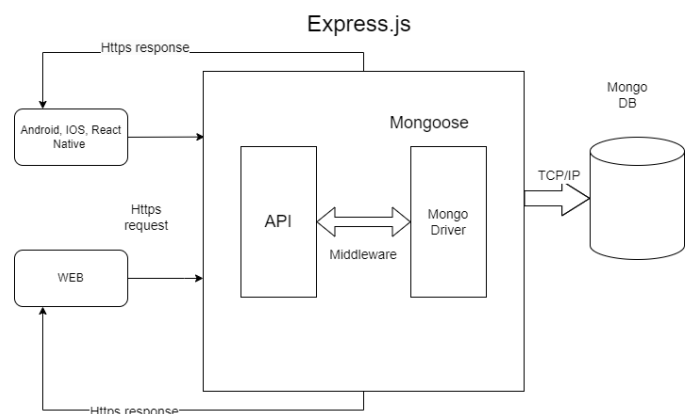 Express.js
Https response
Mongo
DB
Android, IOS, React
Native
Mongoose
TCP/IP
Https
request
API
Mongo
Driver
Middleware
WEB
Https response